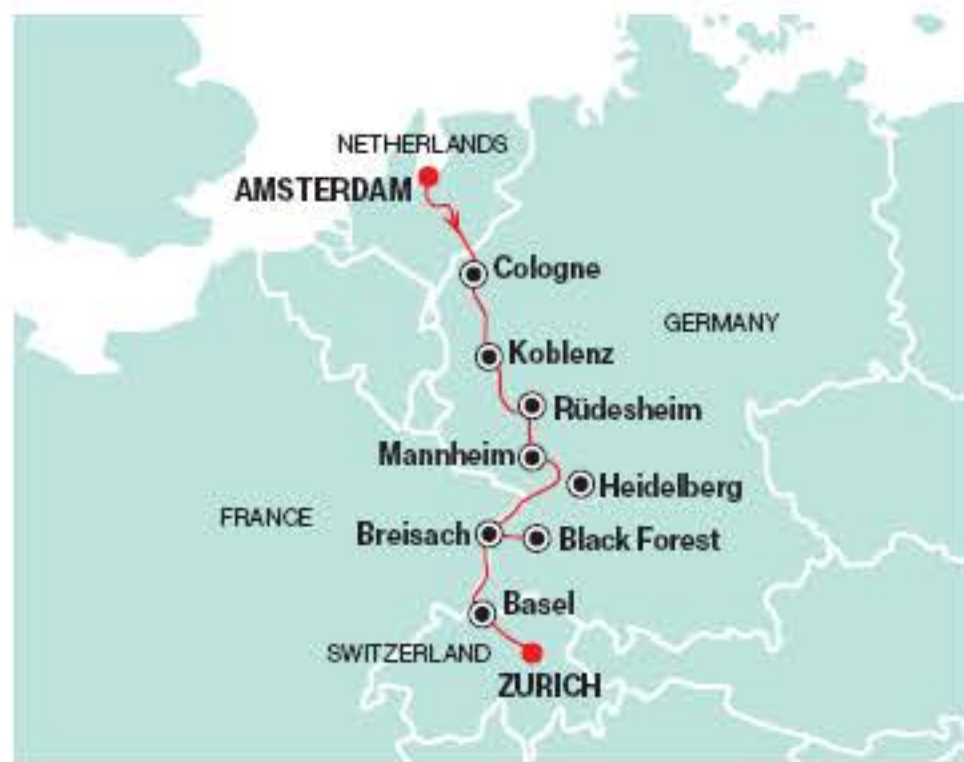 NETHERLANDS
AMSTERDAM
Cologne
GERMANY
Koblenz
Rüdesheim
Mannheim
Heidelberg
FRANCE
Breisach
Black Forest
Basel
SWITZERLAND
ZURICH